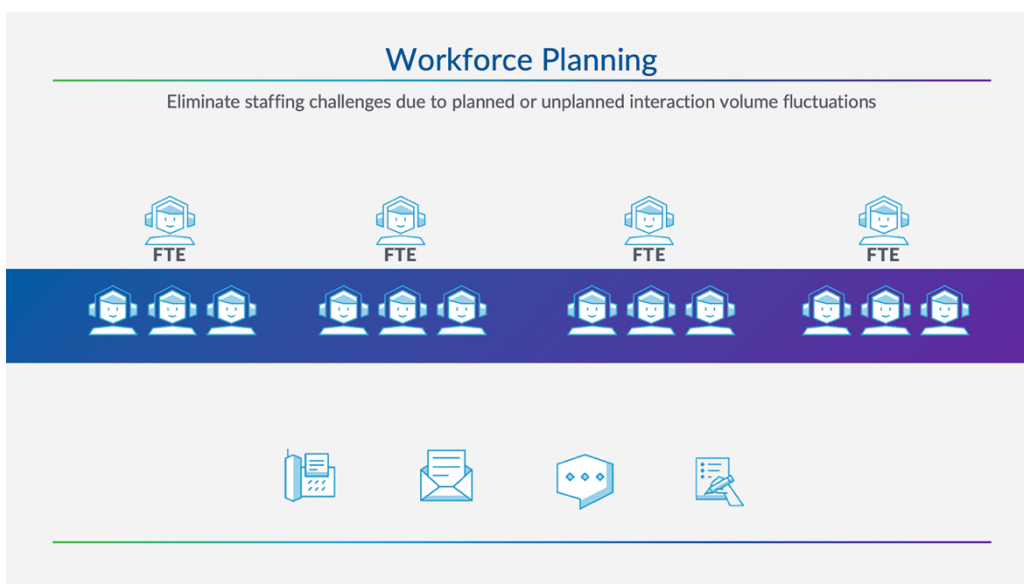 Workforce Planning
Eliminate staffing challenges due to planned or unplanned interaction volume fluctuations
FTE
FTE
FTE
FTE